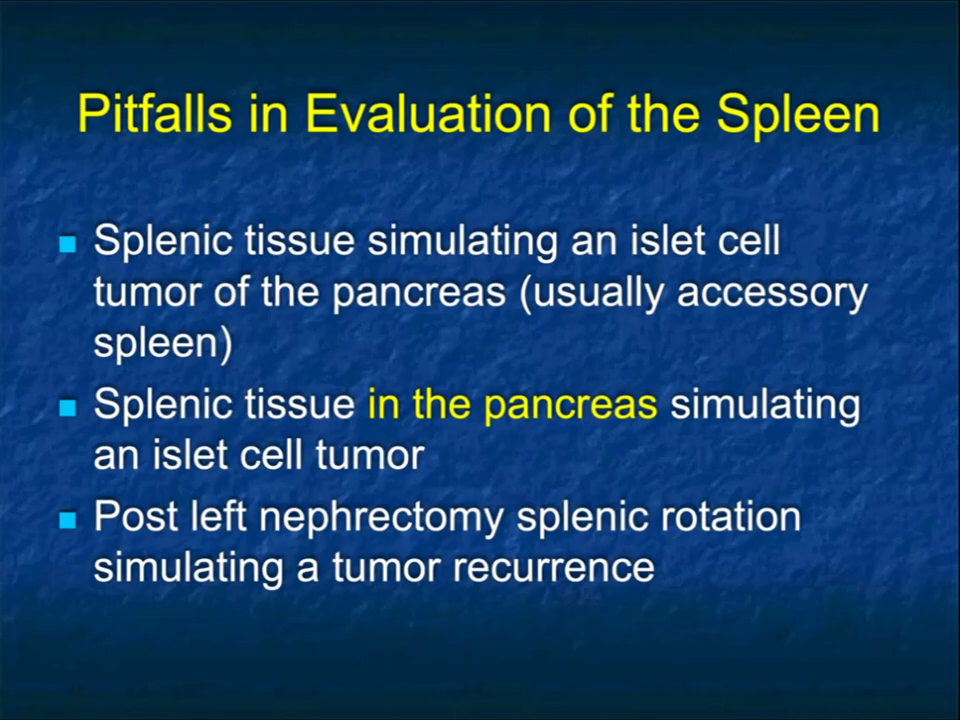 Pitfalls in Evaluation of the Spleen
Splenic tissue simulating an islet cell
tumor of the pancreas (usually accessory
spleen)
Splenic tissue in the pancreas simulating
an islet cell tumor
Post left nephrectomy splenic rotation
simulating a tumor recurrence